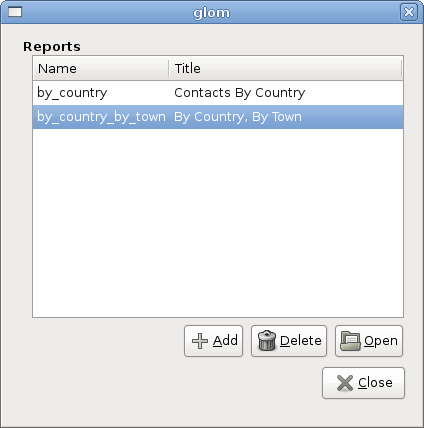 glom
Reports
Name Title
by_country Contacts By Country
by_country_by_town By Country, By Town
Add Delete Open
Close